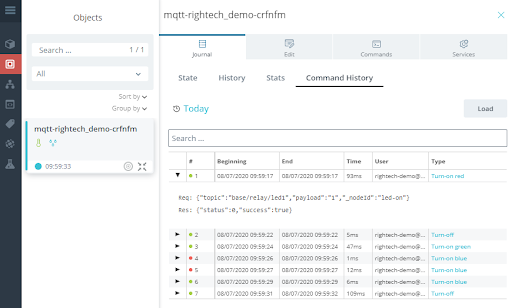 Objects
Search ... 1 / 1
All
Sort by
Group by
mqtt-rightech_demo-crfnfm
09:59:33
mqtt-rightech_demo-crfnfm
Journal Edit Commands Services
State History Stats Command History
Today Load
Search ...
# Beginning End Time User Type
1 08/07/2020 09:59:17 08/07/2020 09:59:17 93ms rightech-demo@... Turn-on red
Req: {"topic":"base/relay/led1","payload":"1","_nodeid":"led-on"}
Res: {"status":0,"success":true}
2 08/07/2020 09:59:22 08/07/2020 09:59:22 5ms rightech-demo@... Turn-off
3 08/07/2020 09:59:24 08/07/2020 09:59:24 47ms rightech-demo@... Turn-on green
4 08/07/2020 09:59:26 08/07/2020 09:59:26 1ms rightech-demo@... Turn-on blue
5 08/07/2020 09:59:27 08/07/2020 09:59:27 12ms rightech-demo@... Turn-on blue
6 08/07/2020 09:59:29 08/07/2020 09:59:29 6ms rightech-demo@... Turn-on blue
7 08/07/2020 09:59:31 08/07/2020 09:59:32 109ms rightech-demo@... Turn-off